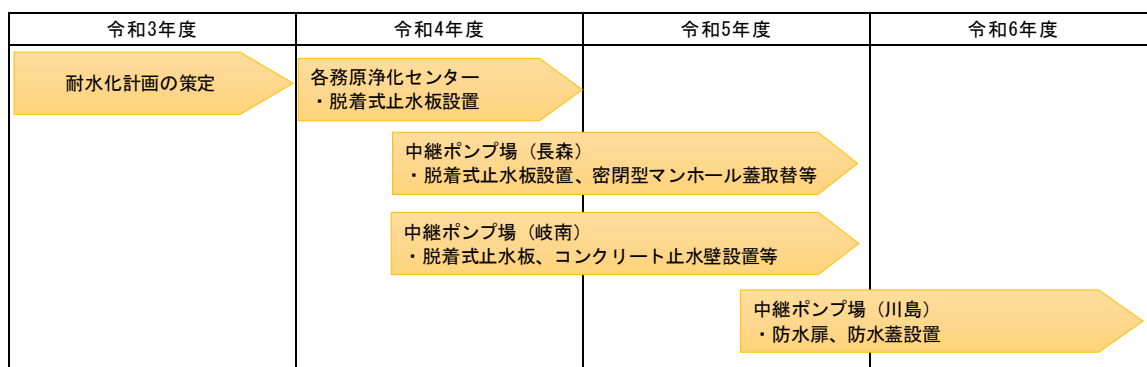 令和3年度
令和4年度
令和5年度
令和6年度
耐水化計画の策定
各務原浄化センター
・脱着式止水板設置
中継ポンプ場（長森）
・脱着式止水板設置、密閉型マンホール蓋取替等
中継ポンプ場（岐南）
・脱着式止水板、コンクリート止水壁設置等
中継ポンプ場（川島）
・防水扉、防水蓋設置